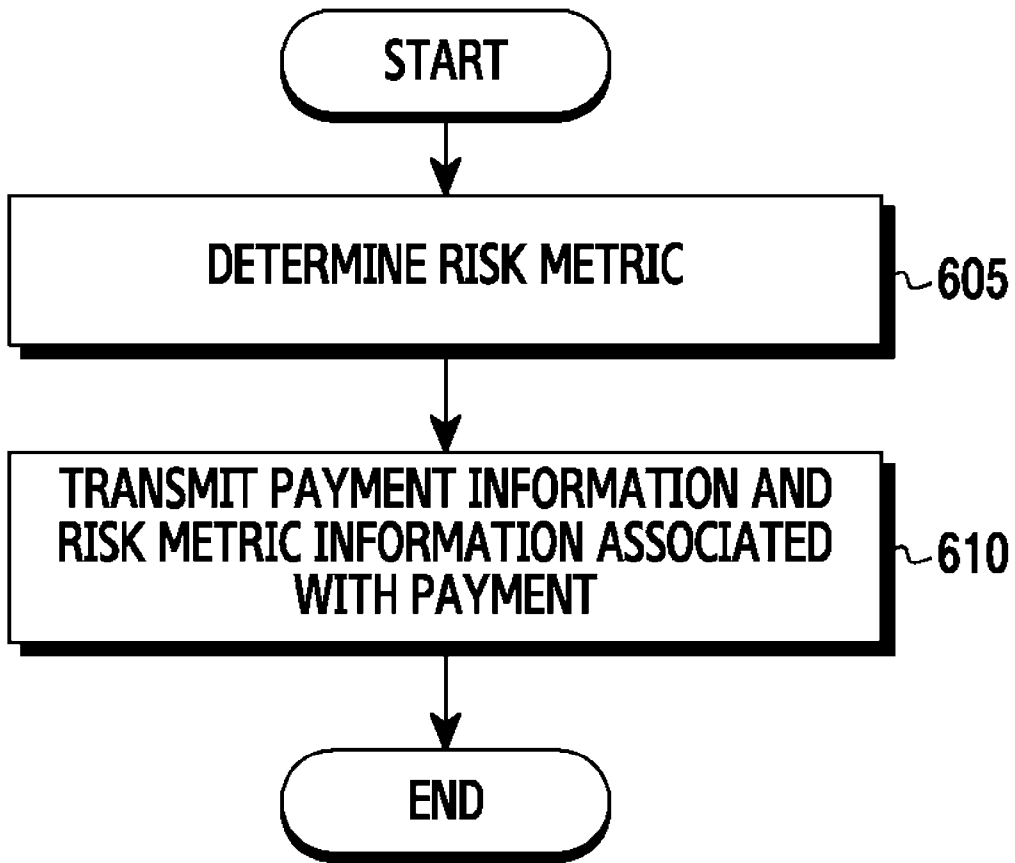 START
DETERMINE RISK METRIC
605
TRANSMIT PAYMENT INFORMATION AND
RISK METRIC INFORMATION ASSOCIATED
WITH PAYMENT
610
END